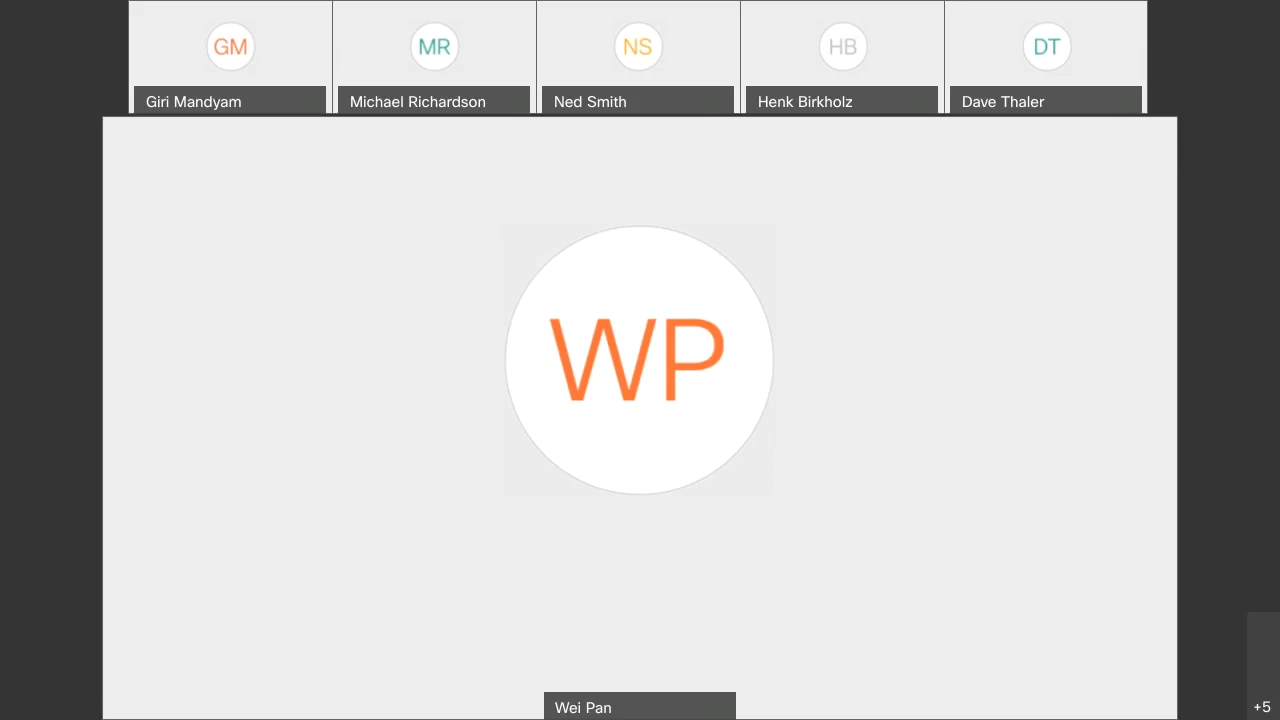 GM
MR
NS
HB
DT
Giri Mandyam
Michael Richardson
Ned Smith
Henk Birkholz
Dave Thaler
WP
Wei Pan
+5